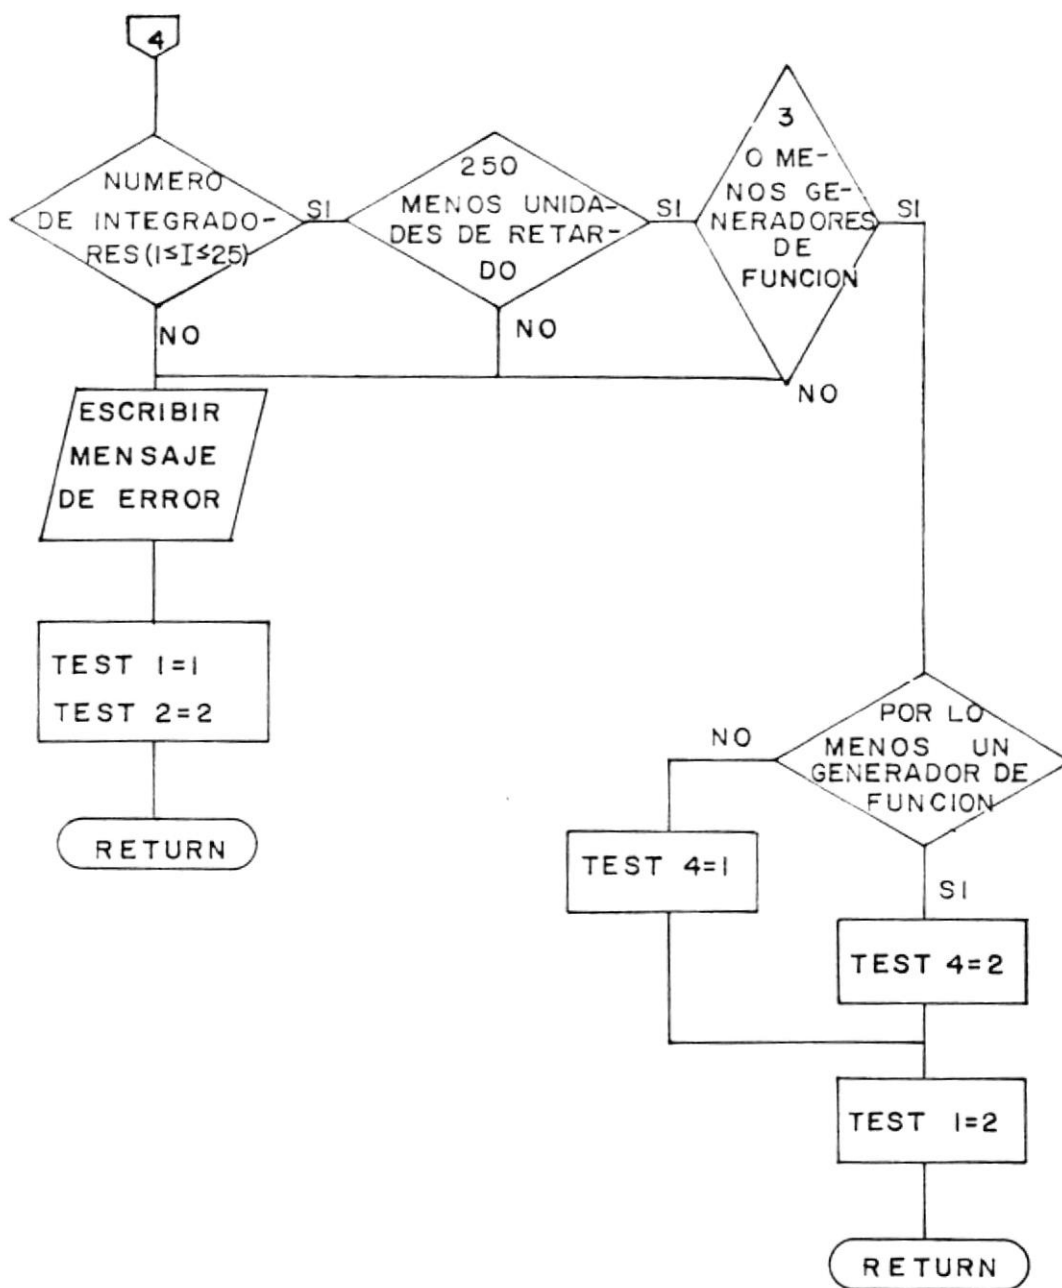 4
NUMERO
DE INTEGRADO-
RES (1≤I≤25)
SI
NO
250
MENOS UNIDA-
DES DE RETAR-
DO
SI
NO
3
O ME-
NOS GE-
NERADORES
DE
FUNCION
SI
NO
ESCRIBIR
MENSAJE
DE ERROR
TEST 1=1
TEST 2=2
RETURN
POR LO
MENOS UN
GENERADOR DE
FUNCION
NO
SI
TEST 4=1
TEST 4=2
TEST 1=2
RETURN